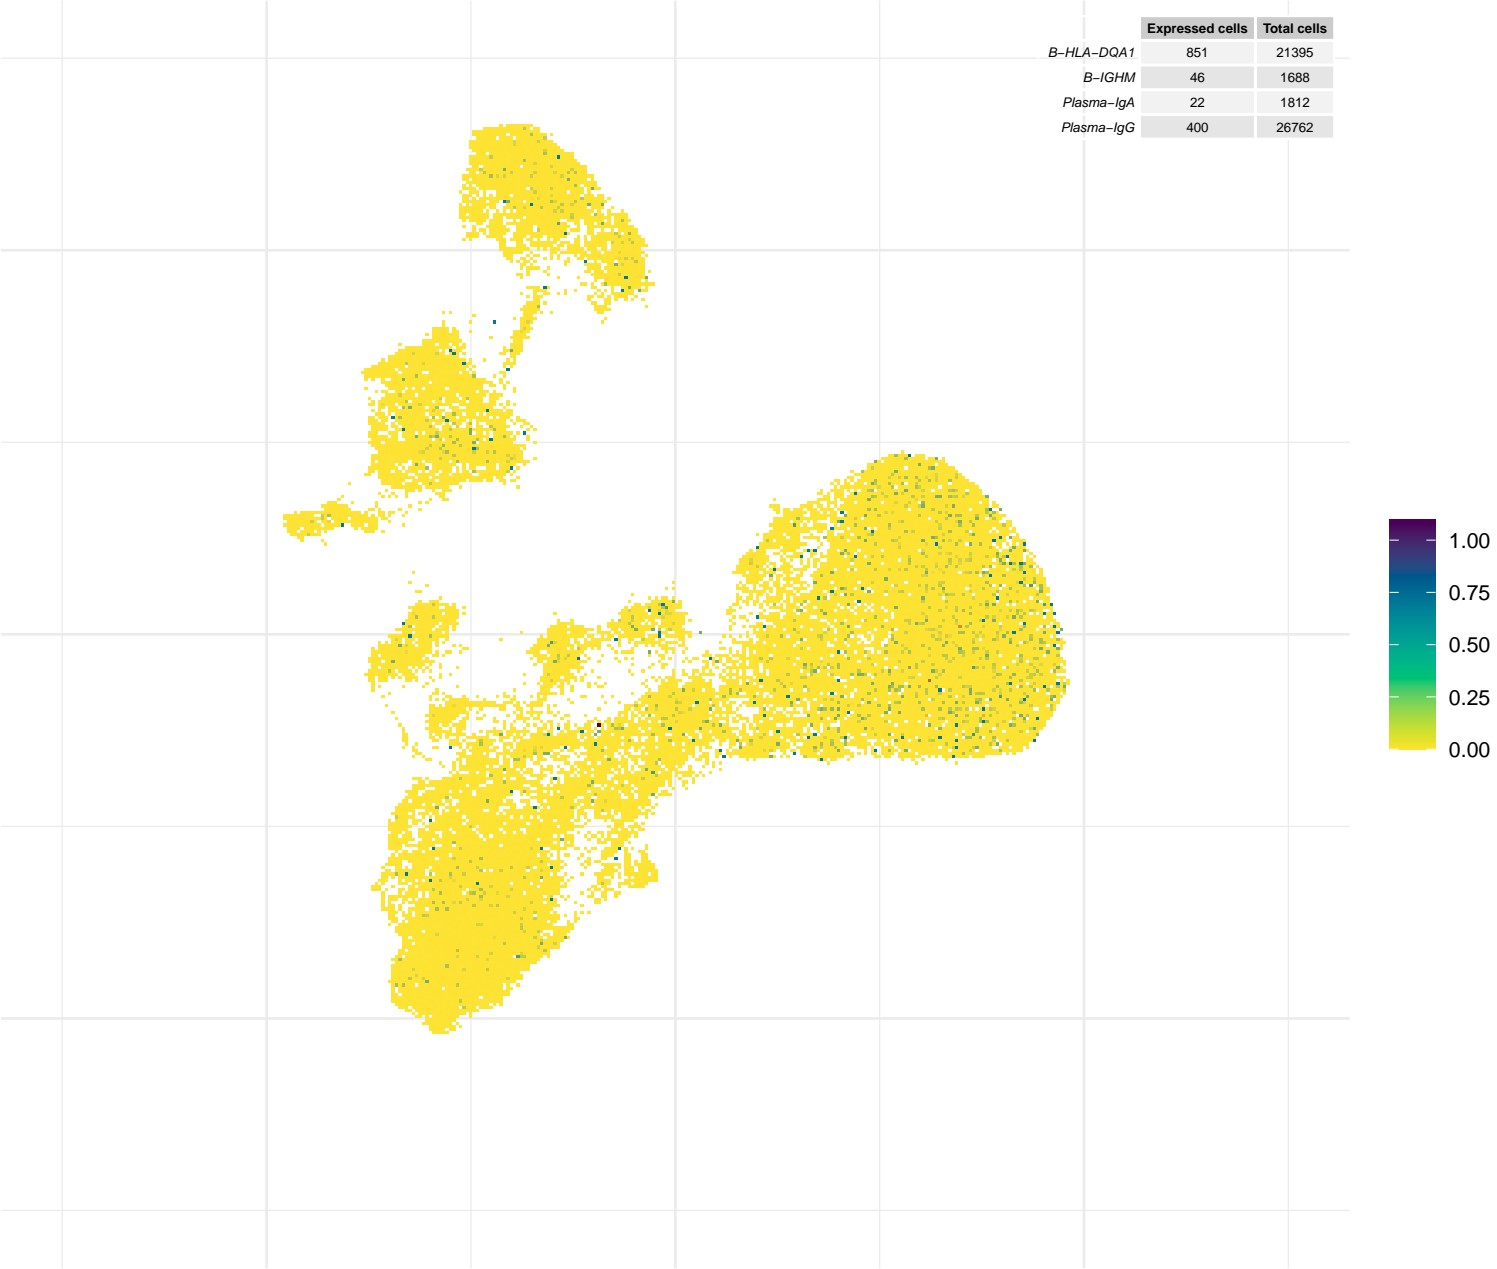 Expressed cells Total cells
B−HLA−DQA1 851 21395
B−IGHM 46 1688
Plasma−IgA 22 1812
Plasma−IgG 400 26762
1.00
0.75
0.50
0.25
0.00